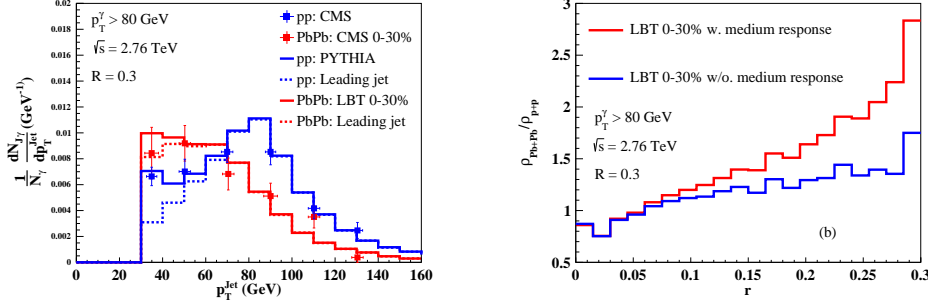 p_T^γ > 80 GeV
√s = 2.76 TeV
R = 0.3
pp: CMS
PbPb: CMS 0-30%
pp: PYTHIA
pp: Leading jet
PbPb: LBT 0-30%
PbPb: Leading jet
1/N_γ dN_Jγ/dp_T^Jet (GeV⁻¹)
0.02
0.018
0.016
0.014
0.012
0.01
0.008
0.006
0.004
0.002
0
0 20 40 60 80 100 120 140 160
p_T^Jet (GeV)
ρ_Pb+Pb/ρ_p+p
3
2.5
2
1.5
1
0.5
LBT 0-30% w. medium response
LBT 0-30% w/o. medium response
p_T^γ > 80 GeV
√s = 2.76 TeV
R = 0.3
(b)
0 0.05 0.1 0.15 0.2 0.25 0.3
r